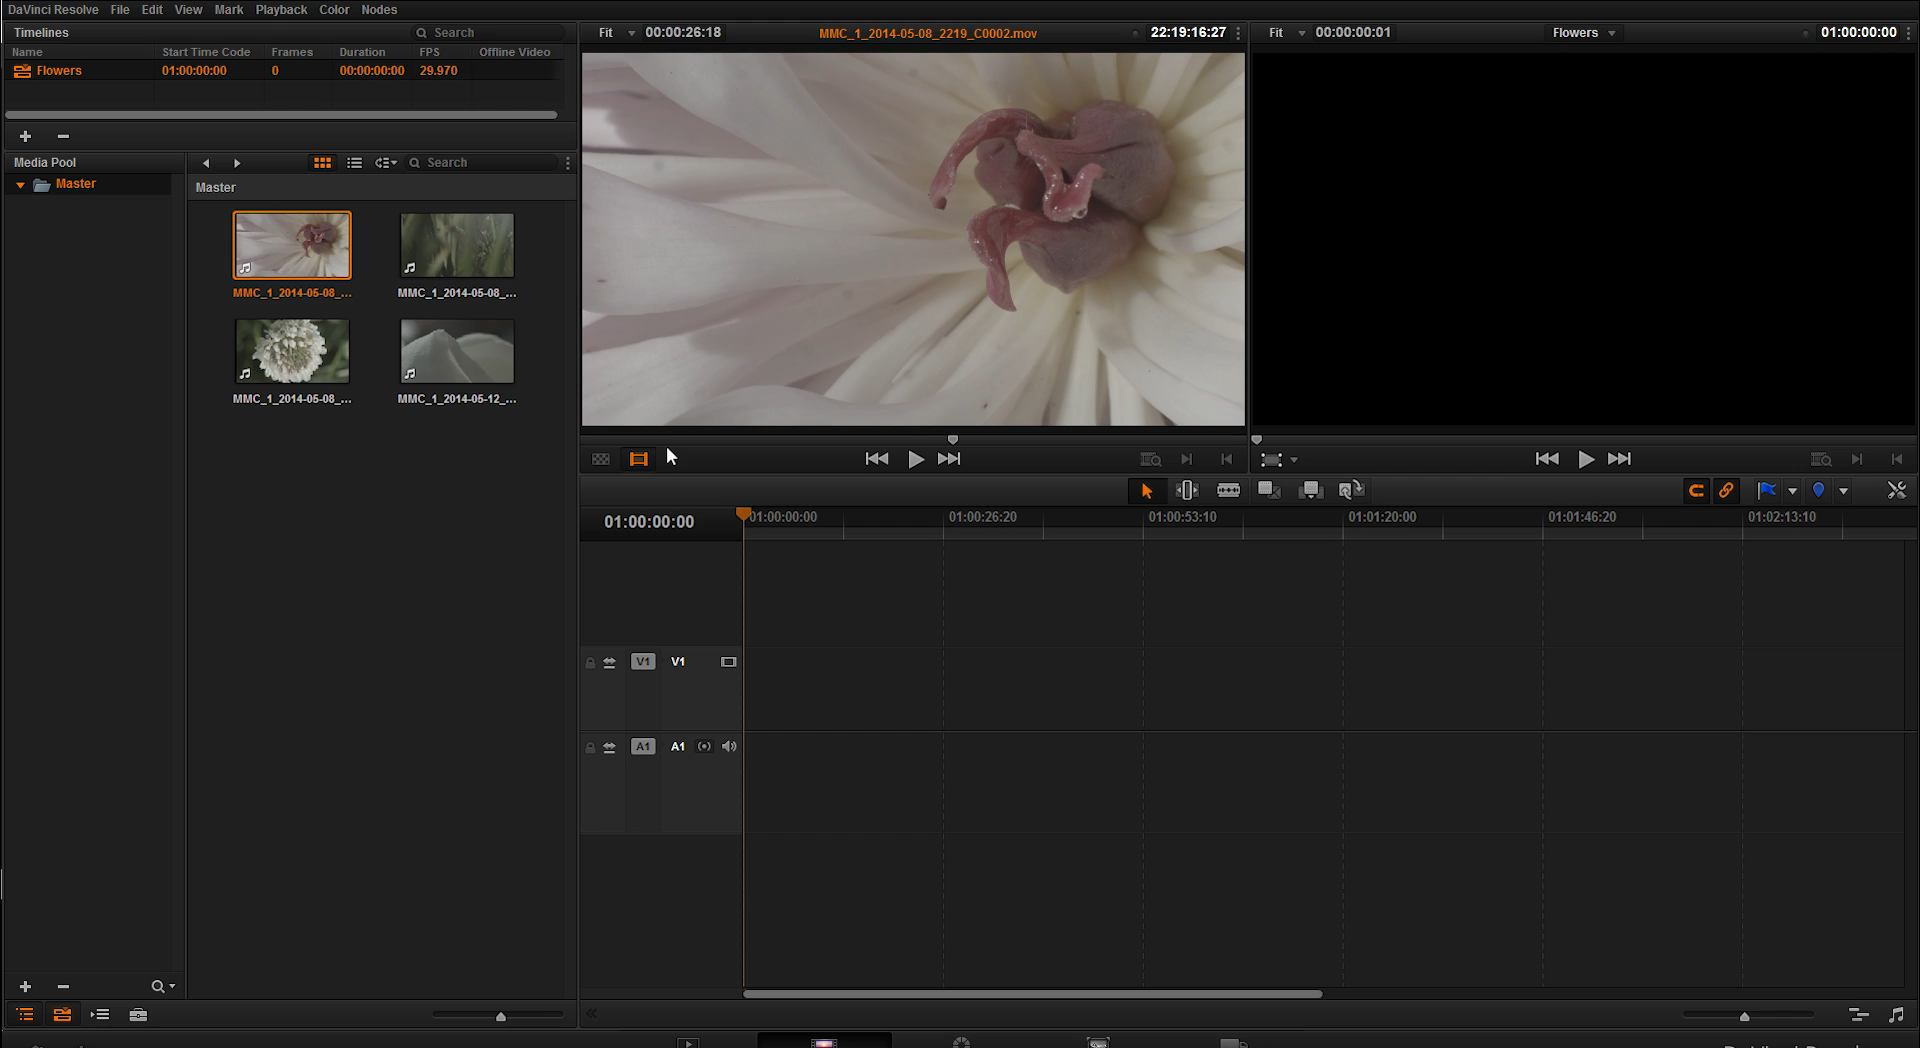 DaVinci Resolve File Edit View Mark Playback Color Nodes
Timelines Search
Name Start Time Code Frames Duration FPS Offline Video
Flowers 01:00:00:00 0 00:00:00:00 29.970
Media Pool Search
Master
Master
MMC_1_2014-05-08_... MMC_1_2014-05-08_...
MMC_1_2014-05-08_... MMC_1_2014-05-12_...
Fit 00:00:26:18 MMC_1_2014-05-08_2219_C0002.mov 22:19:16:27
Fit 00:00:00:01 Flowers 01:00:00:00
01:00:00:00 01:00:00:00 01:00:26:20 01:00:53:10 01:01:20:00 01:01:46:20 01:02:13:10
V1 V1
A1 A1